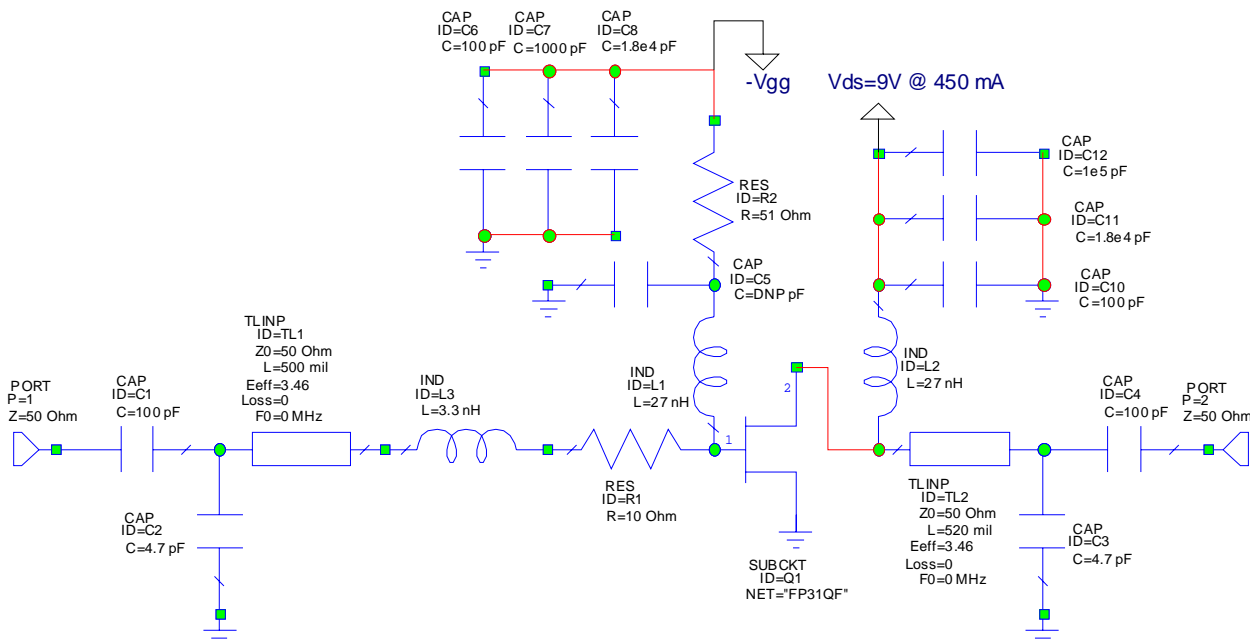 CAP
ID=C6
C=100 pF
CAP
ID=C7
C=1000 pF
CAP
ID=C8
C=1.8e4 pF
-Vgg
Vds=9V @ 450 mA
RES
ID=R2
R=51 Ohm
CAP
ID=C12
C=1e5 pF
CAP
ID=C11
C=1.8e4 pF
CAP
ID=C10
C=100 pF
CAP
ID=C5
C=DNP pF
TLINP
ID=TL1
Z0=50 Ohm
L=500 mil
Eeff=3.46
Loss=0
F0=0 MHz
PORT
P=1
Z=50 Ohm
CAP
ID=C1
C=100 pF
IND
ID=L3
L=3.3 nH
IND
ID=L1
L=27 nH
1
2
IND
ID=L2
L=27 nH
CAP
ID=C4
C=100 pF
PORT
P=2
Z=50 Ohm
CAP
ID=C2
C=4.7 pF
RES
ID=R1
R=10 Ohm
SUBCKT
ID=Q1
NET="FP31QF"
TLINP
ID=TL2
Z0=50 Ohm
L=520 mil
Eeff=3.46
Loss=0
F0=0 MHz
CAP
ID=C3
C=4.7 pF